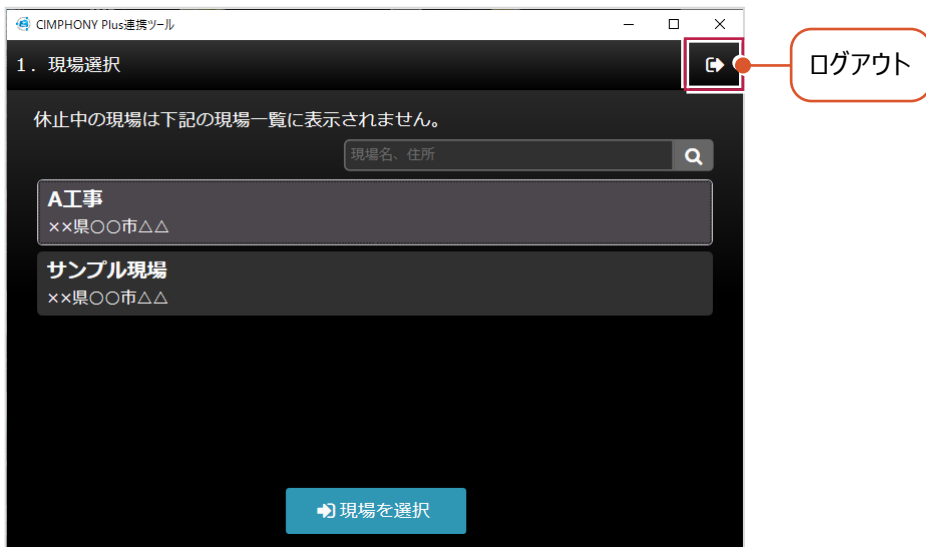 CIMPHONY Plus連携ツール
1．現場選択
ログアウト
休止中の現場は下記の現場一覧に表示されません。
現場名、住所
A工事
××県〇〇市△△
サンプル現場
××県〇〇市△△
現場を選択